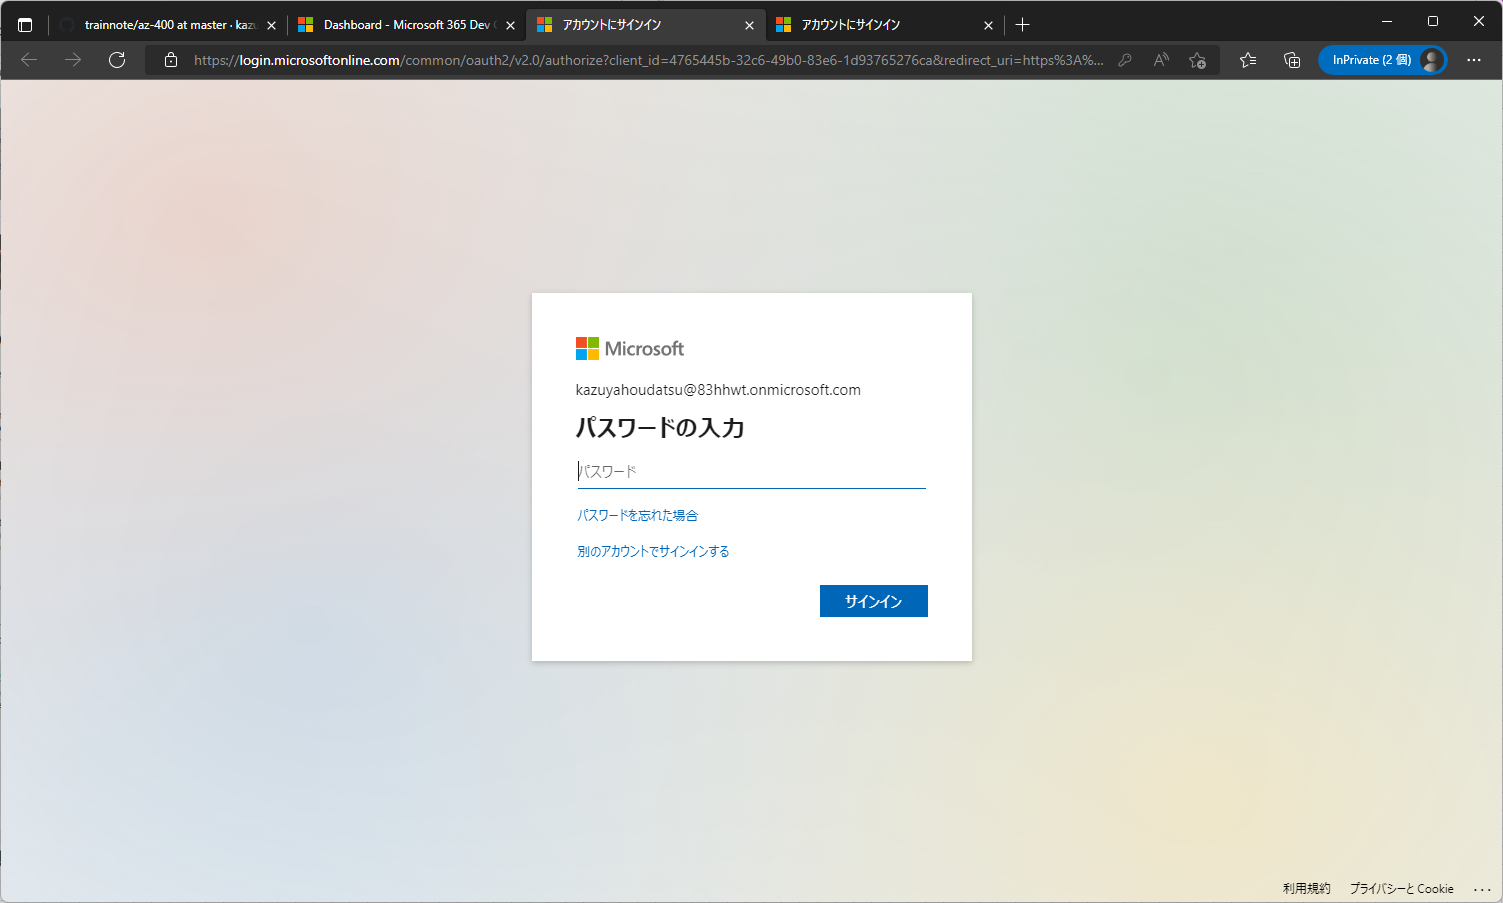 trainnote/az-400 at master · kazu
Dashboard - Microsoft 365 Dev
アカウントにサインイン
アカウントにサインイン
https://login.microsoftonline.com/common/oauth2/v2.0/authorize?client_id=4765445b-32c6-49b0-83e6-1d93765276ca&redirect_uri=https%3A%...
InPrivate (2 個)
Microsoft
kazuyahoudatsu@83hhwt.onmicrosoft.com
パスワードの入力
パスワード
パスワードを忘れた場合
別のアカウントでサインインする
サインイン
利用規約 プライバシーと Cookie ...